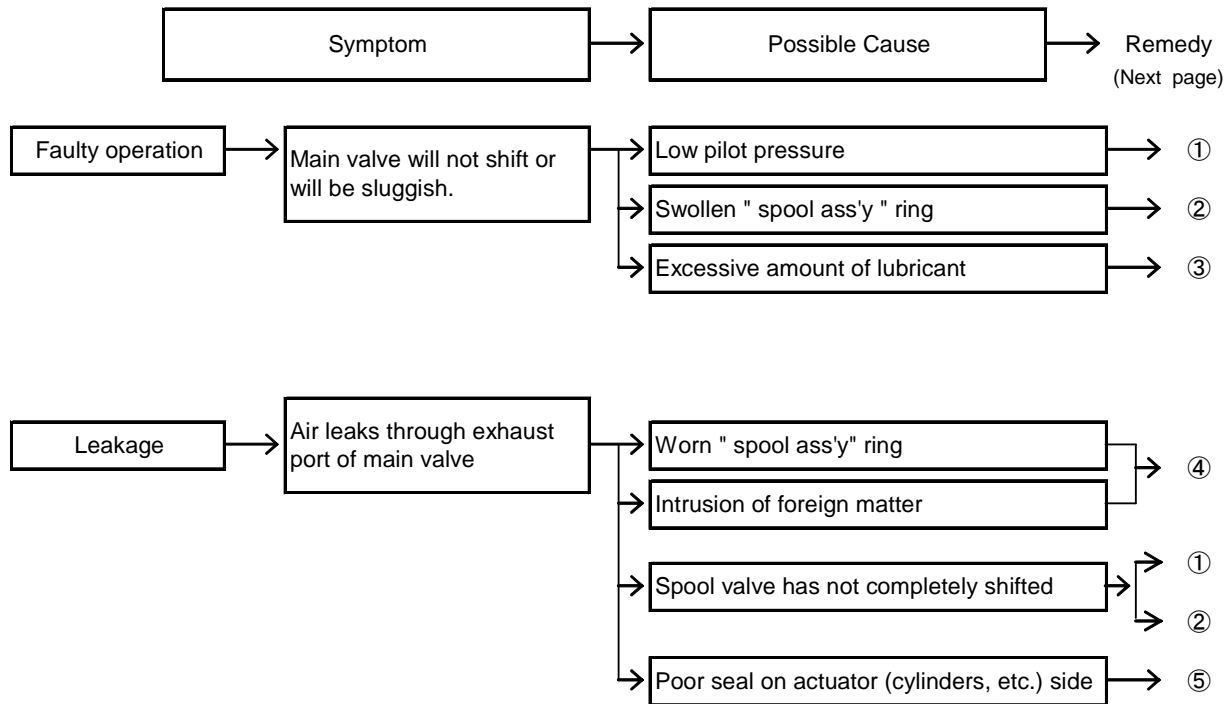 Symptom
Possible Cause
Remedy
(Next page)
Faulty operation
Main valve will not shift or
will be sluggish.
Low pilot pressure
①
Swollen " spool ass'y " ring
②
Excessive amount of lubricant
③
Leakage
Air leaks through exhaust
port of main valve
Worn " spool ass'y" ring
④
Intrusion of foreign matter
Spool valve has not completely shifted
①
②
Poor seal on actuator (cylinders, etc.) side
⑤